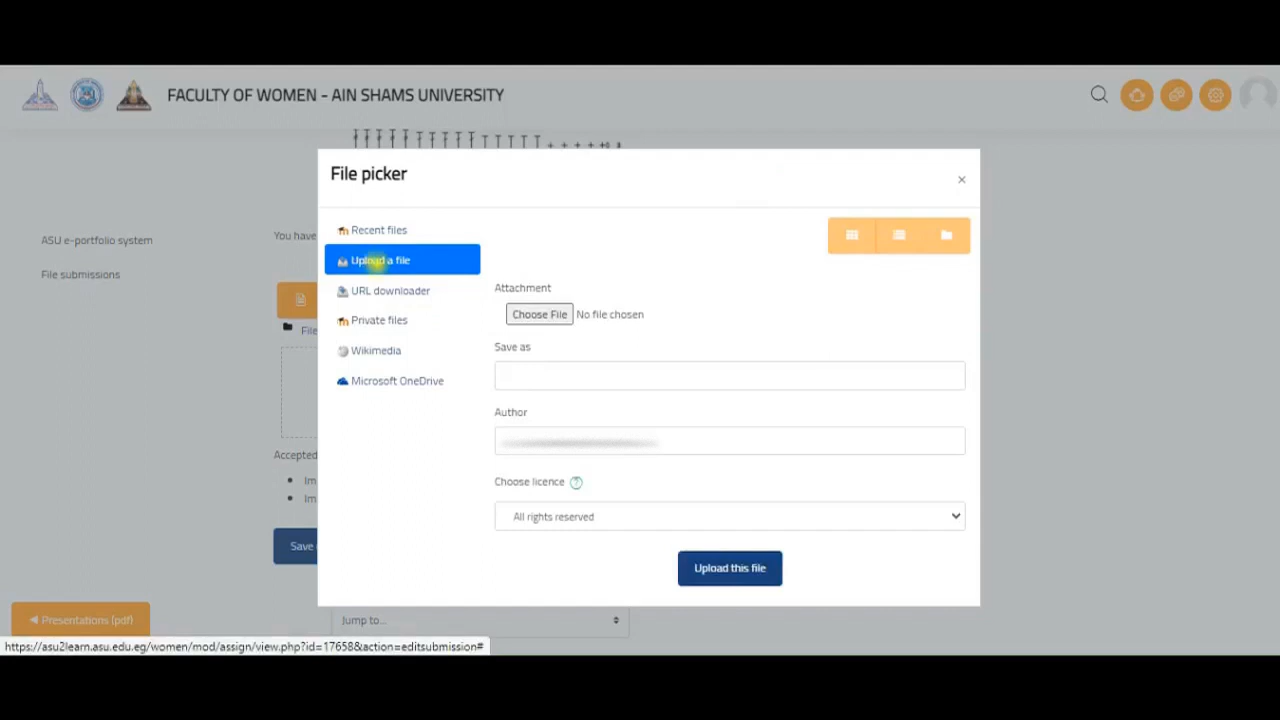 FACULTY OF WOMEN - AIN SHAMS UNIVERSITY
File picker
×
Recent files
Upload a file
URL downloader
Private files
Wikimedia
Microsoft OneDrive
Attachment
Choose File No file chosen
Save as
Author
Choose licence ?
All rights reserved
Upload this file
ASU e-portfolio system
File submissions
You have
File
Accepted
Im
Im
Save
◀ Presentations (pdf)
Jump to...
https://asu2learn.asu.edu.eg/women/mod/assign/view.php?id=17658&action=editsubmission#